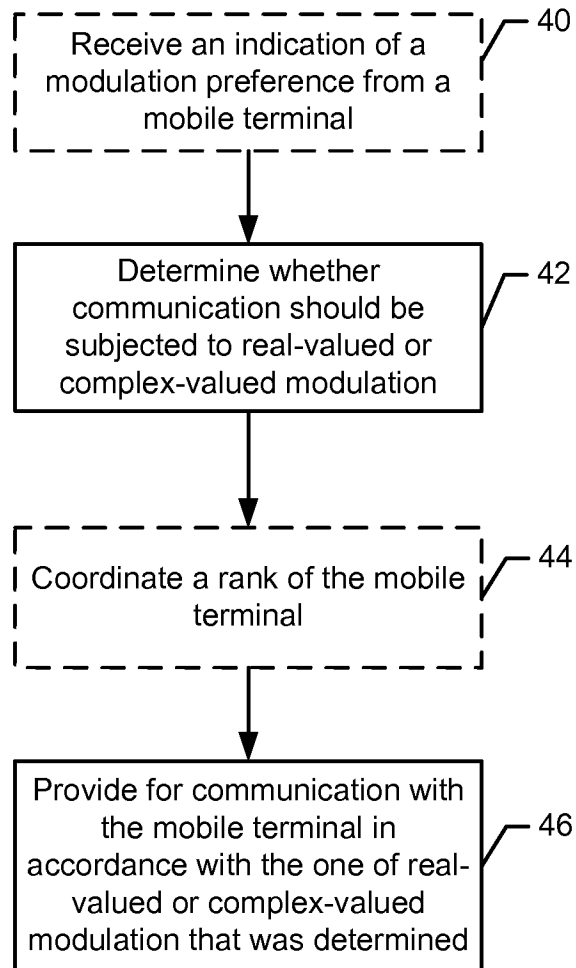 Receive an indication of a
modulation preference from a
mobile terminal
40
Determine whether
communication should be
subjected to real-valued or
complex-valued modulation
42
Coordinate a rank of the mobile
terminal
44
Provide for communication with
the mobile terminal in
accordance with the one of real-
valued or complex-valued
modulation that was determined
46